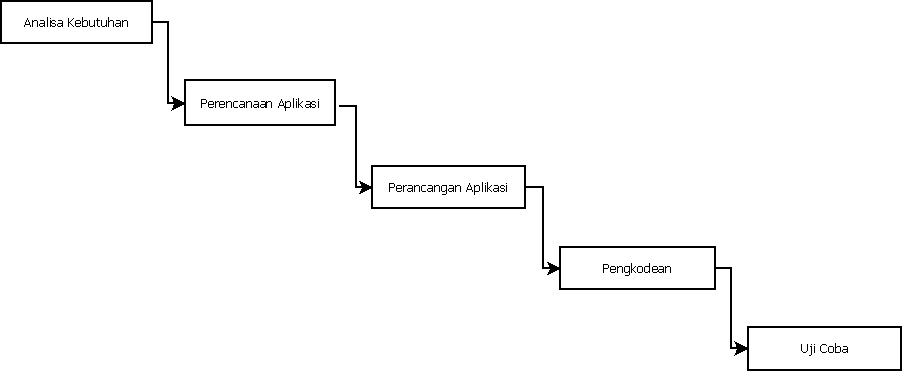 Analisa Kebutuhan
Perencanaan Aplikasi
Perancangan Aplikasi
Pengkodean
Uji Coba